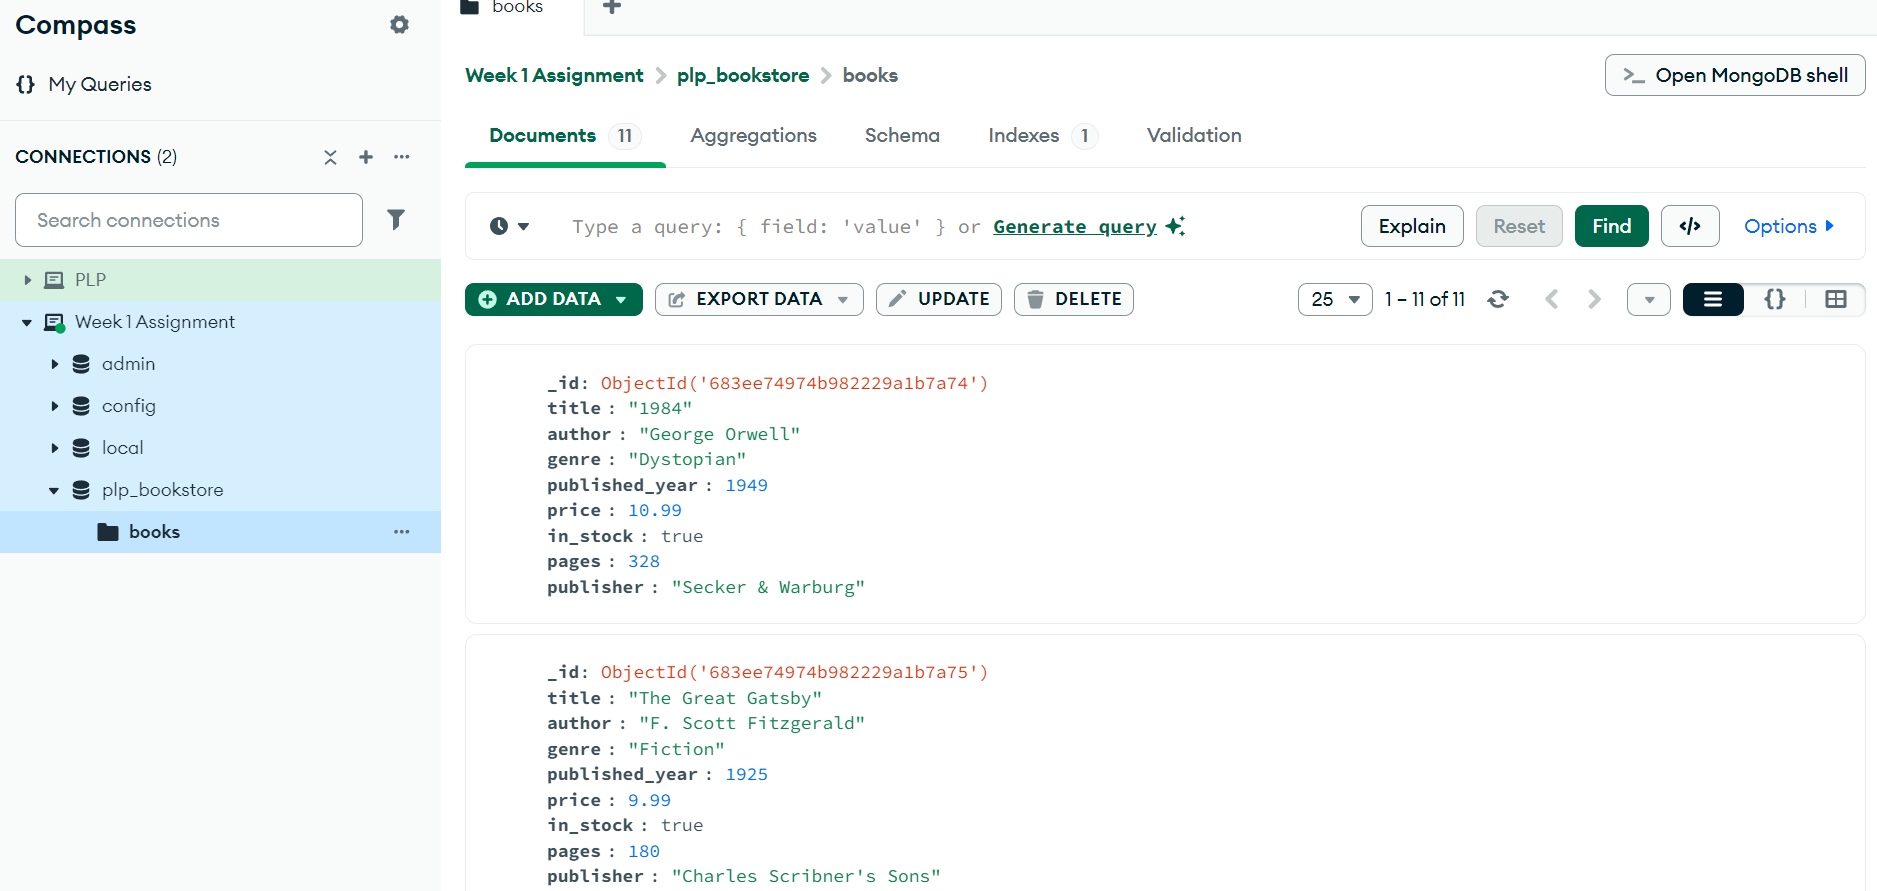 Compass
My Queries
CONNECTIONS (2)
Search connections
PLP
Week 1 Assignment
admin
config
local
plp_bookstore
books
books
Week 1 Assignment > plp_bookstore > books
>_ Open MongoDB shell
Documents 11 Aggregations Schema Indexes 1 Validation
Type a query: { field: 'value' } or Generate query
Explain Reset Find </> Options
ADD DATA EXPORT DATA UPDATE DELETE 25 1 – 11 of 11 {}
_id: ObjectId('683ee74974b982229a1b7a74')
title : "1984"
author : "George Orwell"
genre : "Dystopian"
published_year : 1949
price : 10.99
in_stock : true
pages : 328
publisher : "Secker & Warburg"
_id: ObjectId('683ee74974b982229a1b7a75')
title : "The Great Gatsby"
author : "F. Scott Fitzgerald"
genre : "Fiction"
published_year : 1925
price : 9.99
in_stock : true
pages : 180
publisher : "Charles Scribner's Sons"